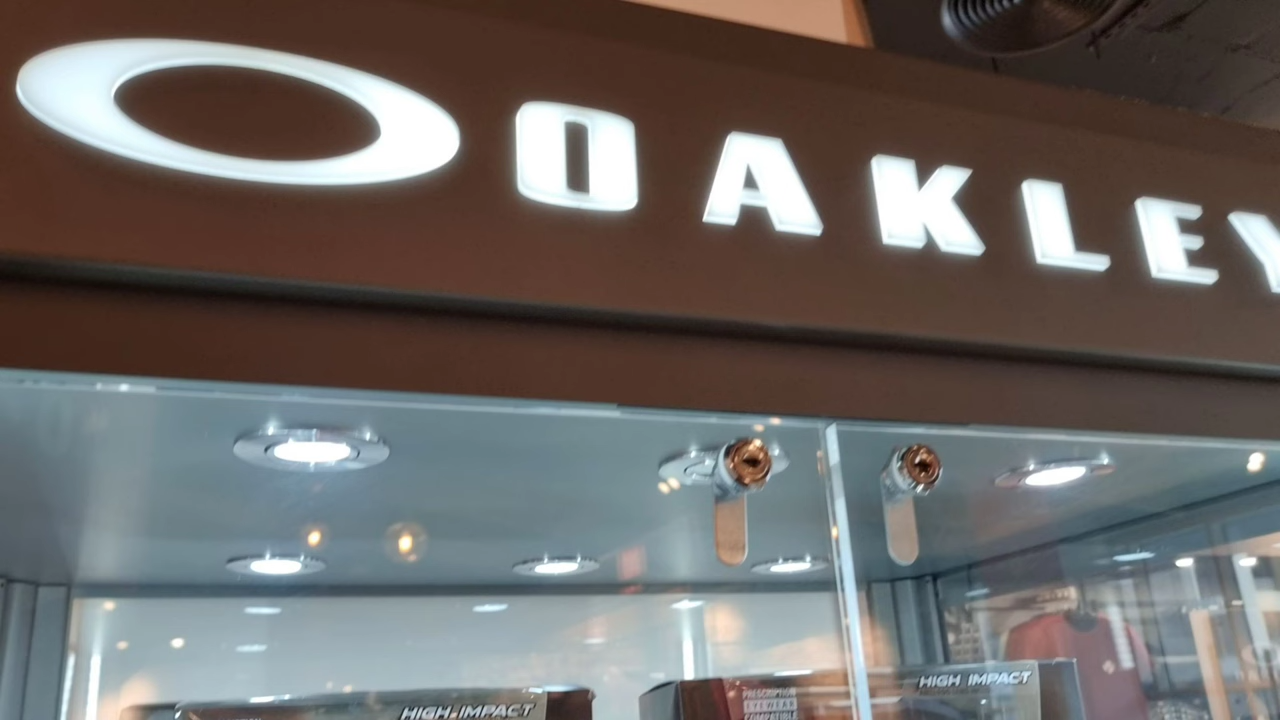 OAKLEY
HIGH IMPACT
PRESCRIPTION
EYEWEAR
COMPATIBLE
HIGH IMPACT